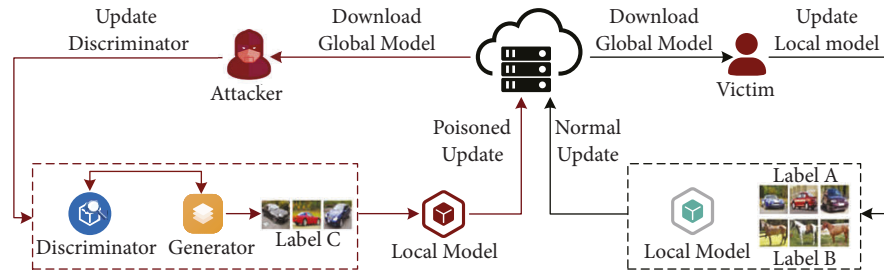 Update
Discriminator
Download
Global Model
Download
Global Model
Update
Local model
Attacker
Victim
Poisoned
Update
Normal
Update
Label A
Discriminator
Generator
Label C
Local Model
Local Model
Label B